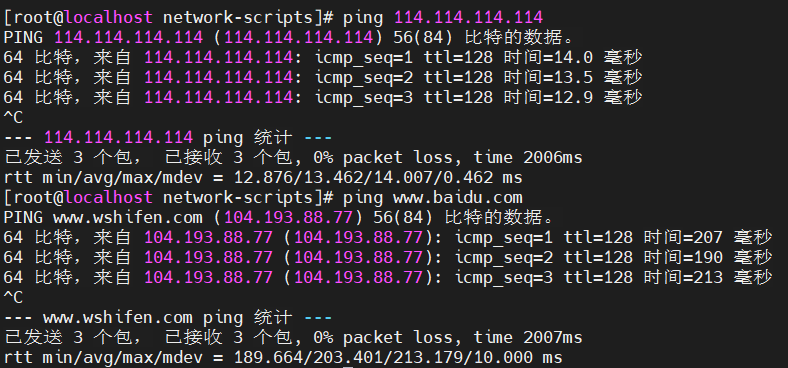 [root@localhost network-scripts]# ping 114.114.114.114
PING 114.114.114.114 (114.114.114.114) 56(84) 比特的数据。
64 比特，来自 114.114.114.114: icmp_seq=1 ttl=128 时间=14.0 毫秒
64 比特，来自 114.114.114.114: icmp_seq=2 ttl=128 时间=13.5 毫秒
64 比特，来自 114.114.114.114: icmp_seq=3 ttl=128 时间=12.9 毫秒
^C
--- 114.114.114.114 ping 统计 ---
已发送 3 个包， 已接收 3 个包, 0% packet loss, time 2006ms
rtt min/avg/max/mdev = 12.876/13.462/14.007/0.462 ms
[root@localhost network-scripts]# ping www.baidu.com
PING www.wshifen.com (104.193.88.77) 56(84) 比特的数据。
64 比特，来自 104.193.88.77 (104.193.88.77): icmp_seq=1 ttl=128 时间=207 毫秒
64 比特，来自 104.193.88.77 (104.193.88.77): icmp_seq=2 ttl=128 时间=190 毫秒
64 比特，来自 104.193.88.77 (104.193.88.77): icmp_seq=3 ttl=128 时间=213 毫秒
^C
--- www.wshifen.com ping 统计 ---
已发送 3 个包， 已接收 3 个包, 0% packet loss, time 2007ms
rtt min/avg/max/mdev = 189.664/203.401/213.179/10.000 ms